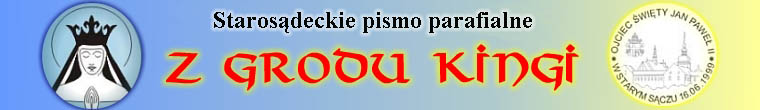 Starosądeckie pismo parafialne
Z GRODU KINGI
OJCIEC ŚWIĘTY JAN PAWEŁ II
W STARYM SĄCZU 16.06.1999